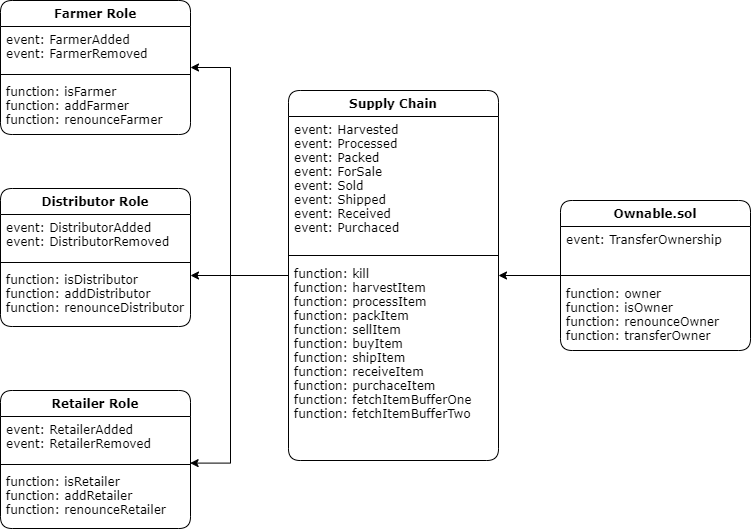 Farmer Role
event: FarmerAdded
event: FarmerRemoved
function: isFarmer
function: addFarmer
function: renounceFarmer
Distributor Role
event: DistributorAdded
event: DistributorRemoved
function: isDistributor
function: addDistributor
function: renounceDistributor
Retailer Role
event: RetailerAdded
event: RetailerRemoved
function: isRetailer
function: addRetailer
function: renounceRetailer
Supply Chain
event: Harvested
event: Processed
event: Packed
event: ForSale
event: Sold
event: Shipped
event: Received
event: Purchaced
function: kill
function: harvestItem
function: processItem
function: packItem
function: sellItem
function: buyItem
function: shipItem
function: receiveItem
function: purchaceItem
function: fetchItemBufferOne
function: fetchItemBufferTwo
Ownable.sol
event: TransferOwnership
function: owner
function: isOwner
function: renounceOwner
function: transferOwner